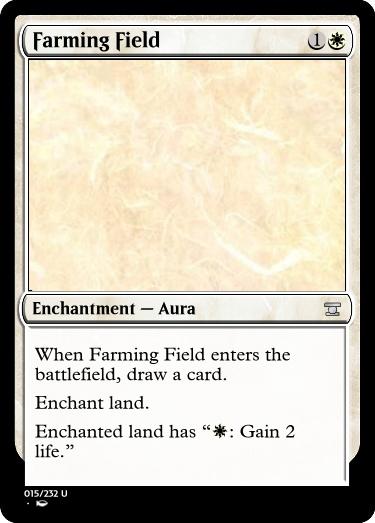 Farming Field 1
Enchantment — Aura
When Farming Field enters the
battlefield, draw a card.
Enchant land.
Enchanted land has “ : Gain 2
life.”
015/232 U